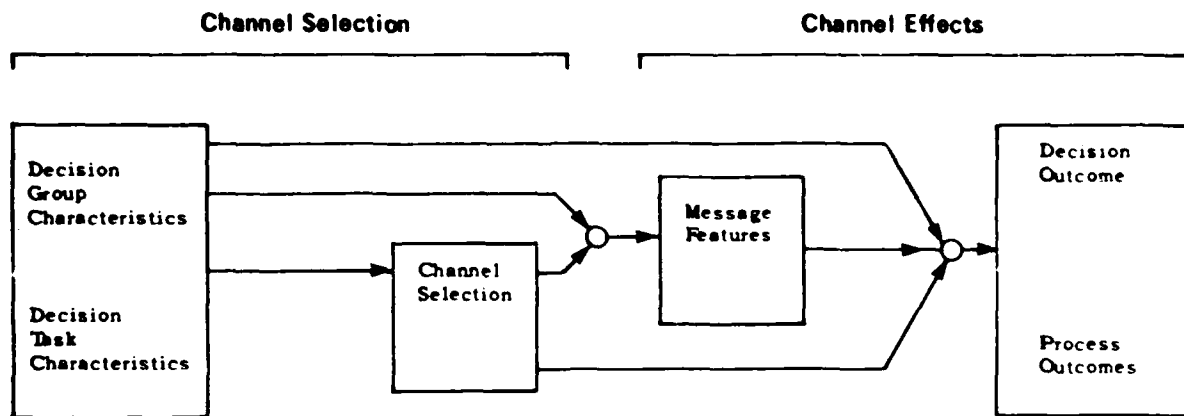 Channel Selection
Channel Effects
Decision
Group
Characteristics
Decision
Task
Characteristics
Channel
Selection
Message
Features
Decision
Outcome
Process
Outcomes